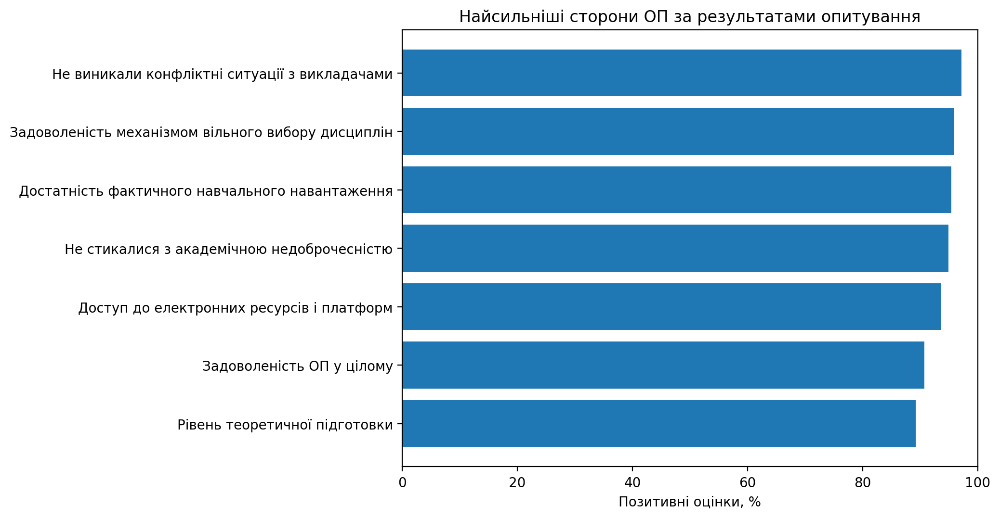 Найсильніші сторони ОП за результатами опитування
Не виникали конфліктні ситуації з викладачами
Задоволеність механізмом вільного вибору дисциплін
Достатність фактичного навчального навантаження
Не стикалися з академічною недоброчесністю
Доступ до електронних ресурсів і платформ
Задоволеність ОП у цілому
Рівень теоретичної підготовки
0 20 40 60 80 100
Позитивні оцінки, %